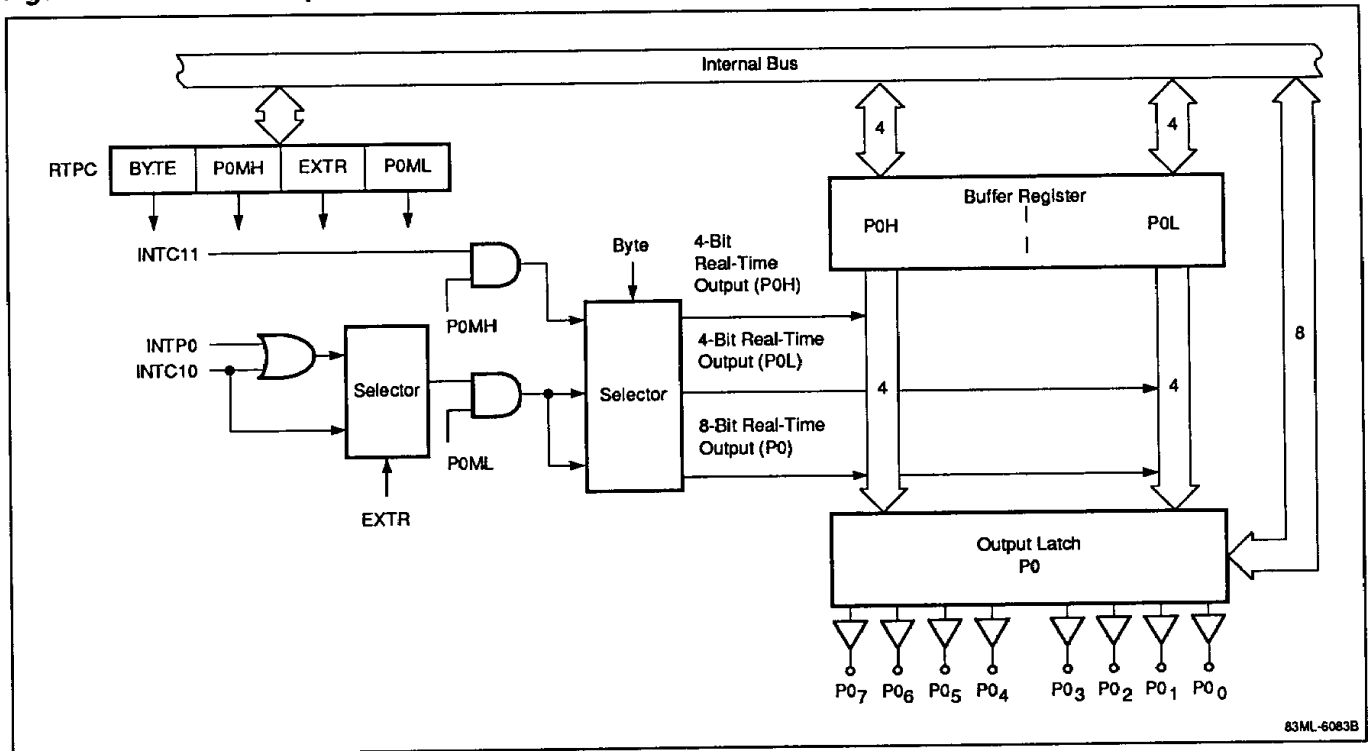 Internal Bus
RTPC
BYTE P0MH EXTR P0ML
4 4
Buffer Register
P0H P0L
INTC11
P0MH
INTP0
INTC10
Selector
EXTR
P0ML
Byte
Selector
4-Bit
Real-Time
Output (P0H)
4-Bit Real-Time
Output (P0L)
8-Bit Real-Time
Output (P0)
4 4
8
Output Latch
P0
P07 P06 P05 P04 P03 P02 P01 P00
83ML-6083B